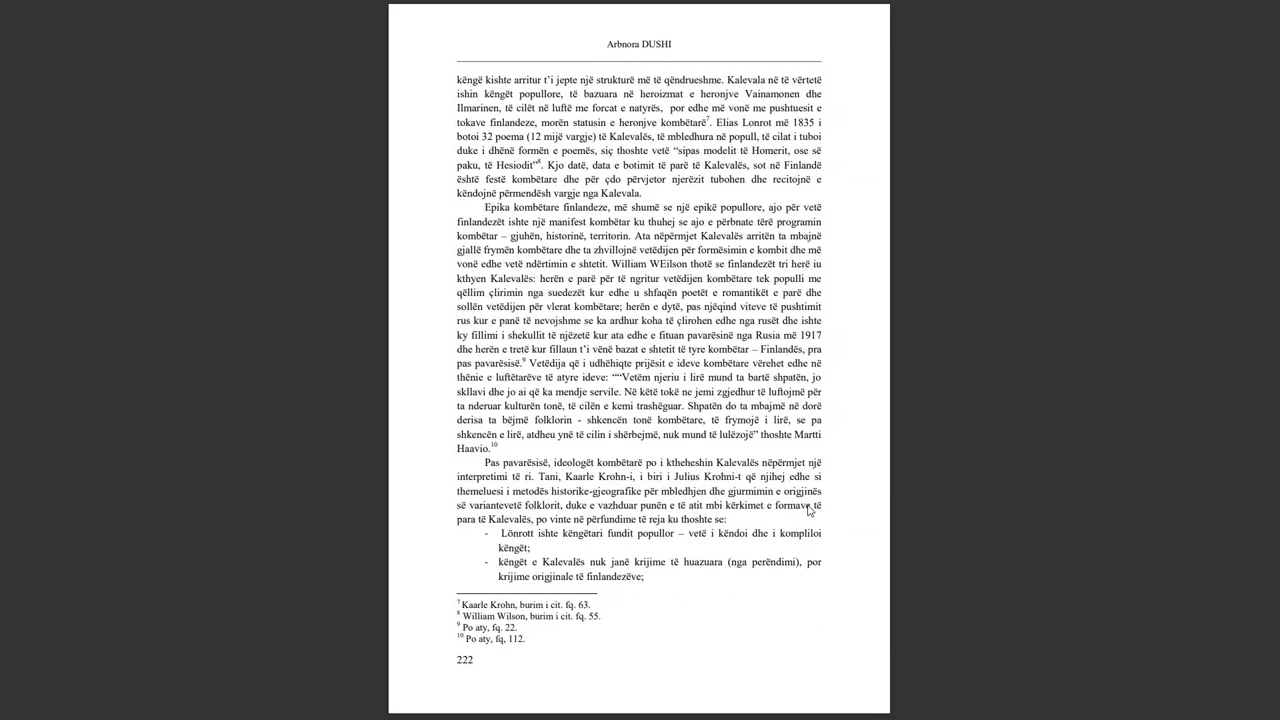 Arbnora DUSHI
këngë kishte arritur t’i jepte një strukturë më të qëndrueshme. Kalevala në të vërtetë
ishin këngët popullore, të bazuara në heroizmat e heronjve Vainamonen dhe
Ilmarinen, të cilët në luftë me forcat e natyrës, por edhe më vonë me pushtuesit e
tokave finlandeze, morën statusin e heronjve kombëtarë⁷. Elias Lonrot më 1835 i
botoi 32 poema (12 mijë vargje) të Kalevalës, të mbledhura në popull, të cilat i tuboi
duke i dhënë formën e poemës, siç thoshte vetë “sipas modelit të Homerit, ose së
paku, të Hesiodit”⁸. Kjo datë, data e botimit të parë të Kalevalës, sot në Finlandë
është festë kombëtare dhe për çdo përvjetor njerëzit tubohen dhe recitojnë e
këndojnë përmendësh vargje nga Kalevala.
Epika kombëtare finlandeze, më shumë se një epikë popullore, ajo për vetë
finlandezët ishte një manifest kombëtar ku thuhej se ajo e përbnate tërë programin
kombëtar – gjuhën, historinë, territorin. Ata nëpërmjet Kalevalës arritën ta mbajnë
gjallë frymën kombëtare dhe ta zhvillojnë vetëdijen për formësimin e kombit dhe më
vonë edhe vetë ndërtimin e shtetit. William WEilson thotë se finlandezët tri herë iu
kthyen Kalevalës: herën e parë për të ngritur vetëdijen kombëtare tek populli me
qëllim çlirimin nga suedezët kur edhe u shfaqën poetët e romantikët e parë dhe
sollën vetëdijen për vlerat kombëtare; herën e dytë, pas njëqind viteve të pushtimit
rus kur e panë të nevojshme se ka ardhur koha të çlirohen edhe nga rusët dhe ishte
ky fillimi i shekullit të njëzetë kur ata edhe e fituan pavarësinë nga Rusia më 1917
dhe herën e tretë kur fillaun t’i vënë bazat e shtetit të tyre kombëtar – Finlandës, pra
pas pavarësisë.⁹ Vetëdija që i udhëhiqte prijësit e ideve kombëtare vërehet edhe në
thënie e luftëtarëve të atyre ideve: ““Vetëm njeriu i lirë mund ta bartë shpatën, jo
skllavi dhe jo ai që ka mendje servile. Në këtë tokë ne jemi zgjedhur të luftojmë për
ta nderuar kulturën tonë, të cilën e kemi trashëguar. Shpatën do ta mbajmë në dorë
derisa ta bëjmë folklorin - shkencën tonë kombëtare, të frymojë i lirë, se pa
shkencën e lirë, atdheu ynë të cilin i shërbejmë, nuk mund të lulëzojë” thoshte Martti
Haavio.¹⁰
Pas pavarësisë, ideologët kombëtarë po i ktheheshin Kalevalës nëpërmjet një
interpretimi të ri. Tani, Kaarle Krohn-i, i biri i Julius Krohni-t që njihej edhe si
themeluesi i metodës historike-gjeografike për mbledhjen dhe gjurmimin e origjinës
së variantevetë folklorit, duke e vazhduar punën e të atit mbi kërkimet e formave të
para të Kalevalës, po vinte në përfundime të reja ku thoshte se:
- Lönrott ishte këngëtari fundit popullor – vetë i këndoi dhe i kompliloi
këngët;
- këngët e Kalevalës nuk janë krijime të huazuara (nga perëndimi), por
krijime origjinale të finlandezëve;
⁷ Kaarle Krohn, burim i cit. fq. 63.
⁸ William Wilson, burim i cit. fq. 55.
⁹ Po aty, fq. 22.
¹⁰ Po aty, fq, 112.
222